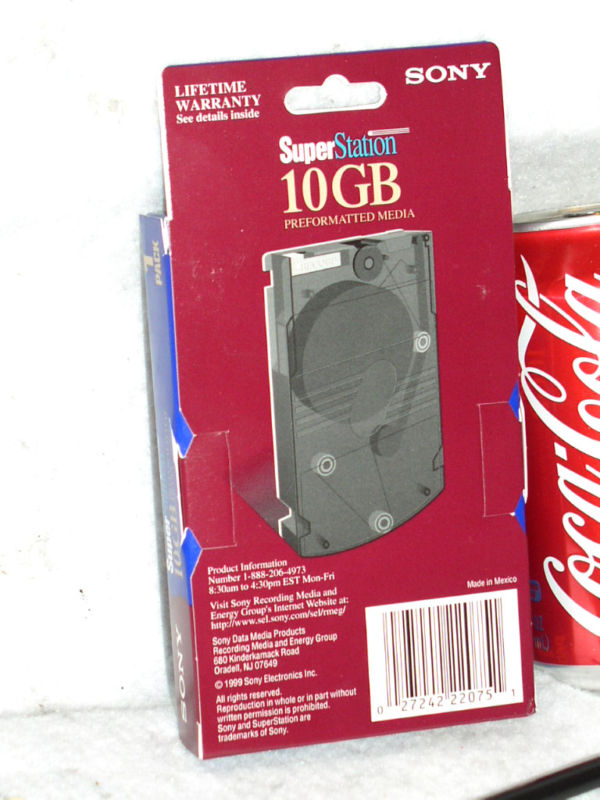 LIFETIME
WARRANTY
See details inside
SONY
SuperStation
10GB
PREFORMATTED MEDIA
1
PACK
SONY
Super
10GB
SONY
Product Information
Number 1-888-206-4973
8:30am to 4:30pm EST Mon-Fri
Visit Sony Recording Media and
Energy Group's Internet Website at:
http://www.sel.sony.com/sel/rmeg/
Sony Data Media Products
Recording Media and Energy Group
680 Kinderkamack Road
Oradell, NJ 07649
© 1999 Sony Electronics Inc.
All rights reserved.
Reproduction in whole or in part without
written permission is prohibited.
Sony and SuperStation are
trademarks of Sony.
Made in Mexico
0 27242 22075 1
Coca-Cola